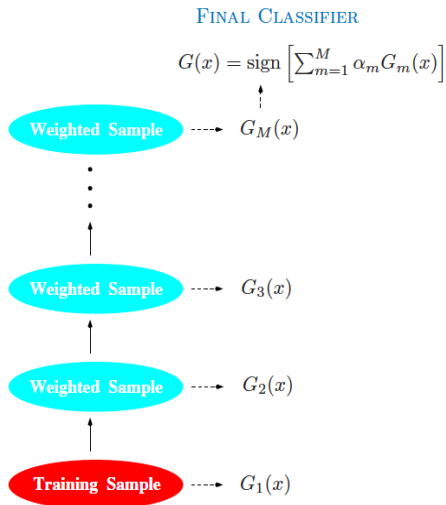 FINAL CLASSIFIER
G(x) = sign [∑_{m=1}^{M} α_m G_m(x)]
Weighted Sample G_M(x)
Weighted Sample G_3(x)
Weighted Sample G_2(x)
Training Sample G_1(x)